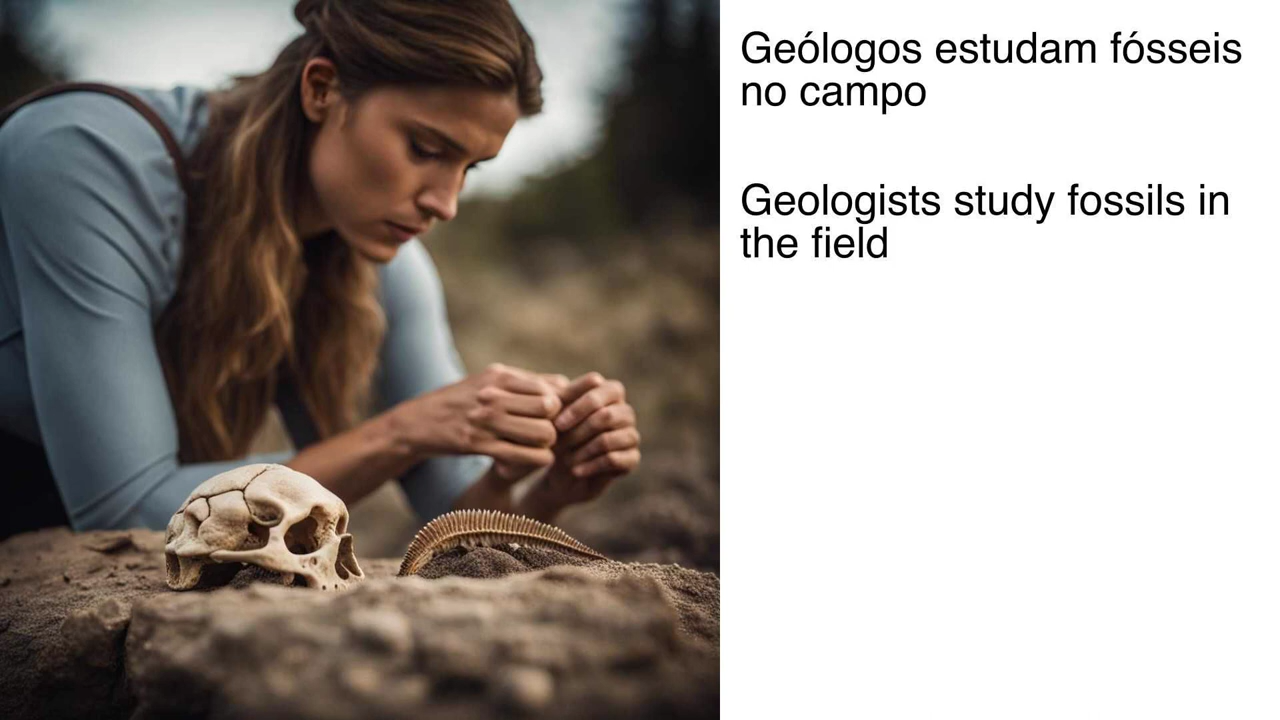 Geólogos estudam fósseis
no campo
Geologists study fossils in
the field